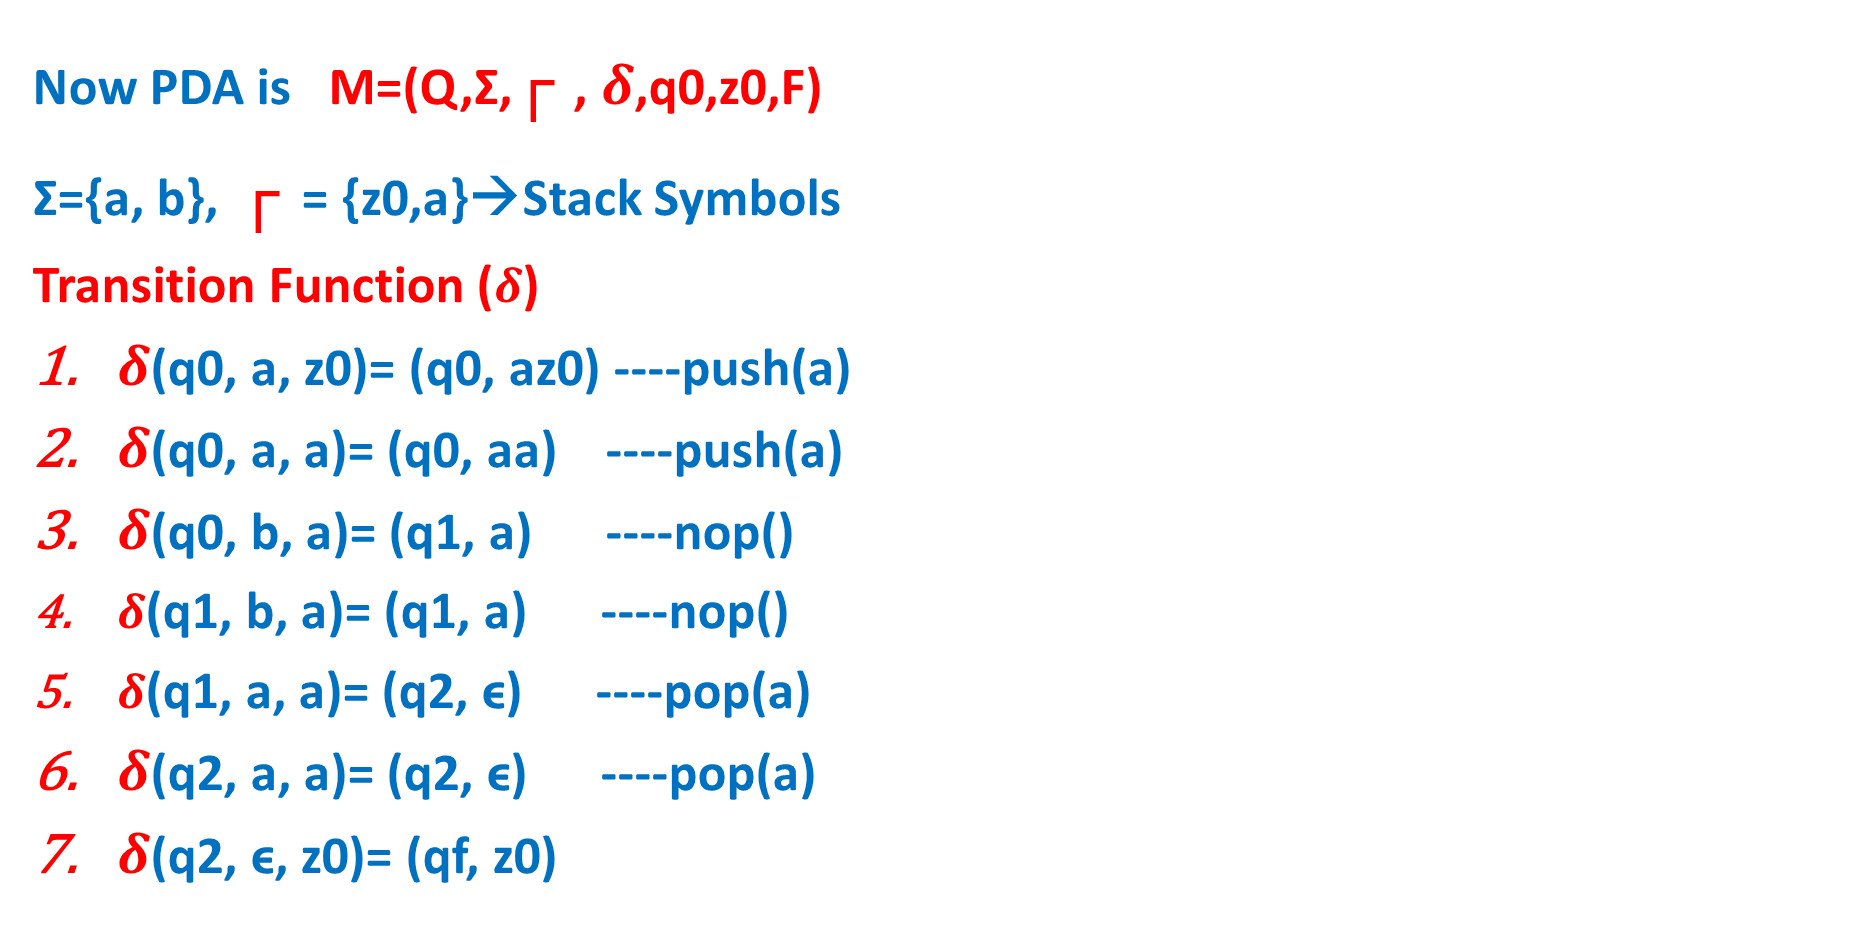 Now PDA is M=(Q,Σ,Γ , 𝜹,q0,z0,F)
Σ={a, b}, Γ = {z0,a}→Stack Symbols
Transition Function (𝜹)
1. 𝜹(q0, a, z0)= (q0, az0) ----push(a)
2. 𝜹(q0, a, a)= (q0, aa) ----push(a)
3. 𝜹(q0, b, a)= (q1, a) ----nop()
4. 𝜹(q1, b, a)= (q1, a) ----nop()
5. 𝜹(q1, a, a)= (q2, ϵ) ----pop(a)
6. 𝜹(q2, a, a)= (q2, ϵ) ----pop(a)
7. 𝜹(q2, ϵ, z0)= (qf, z0)